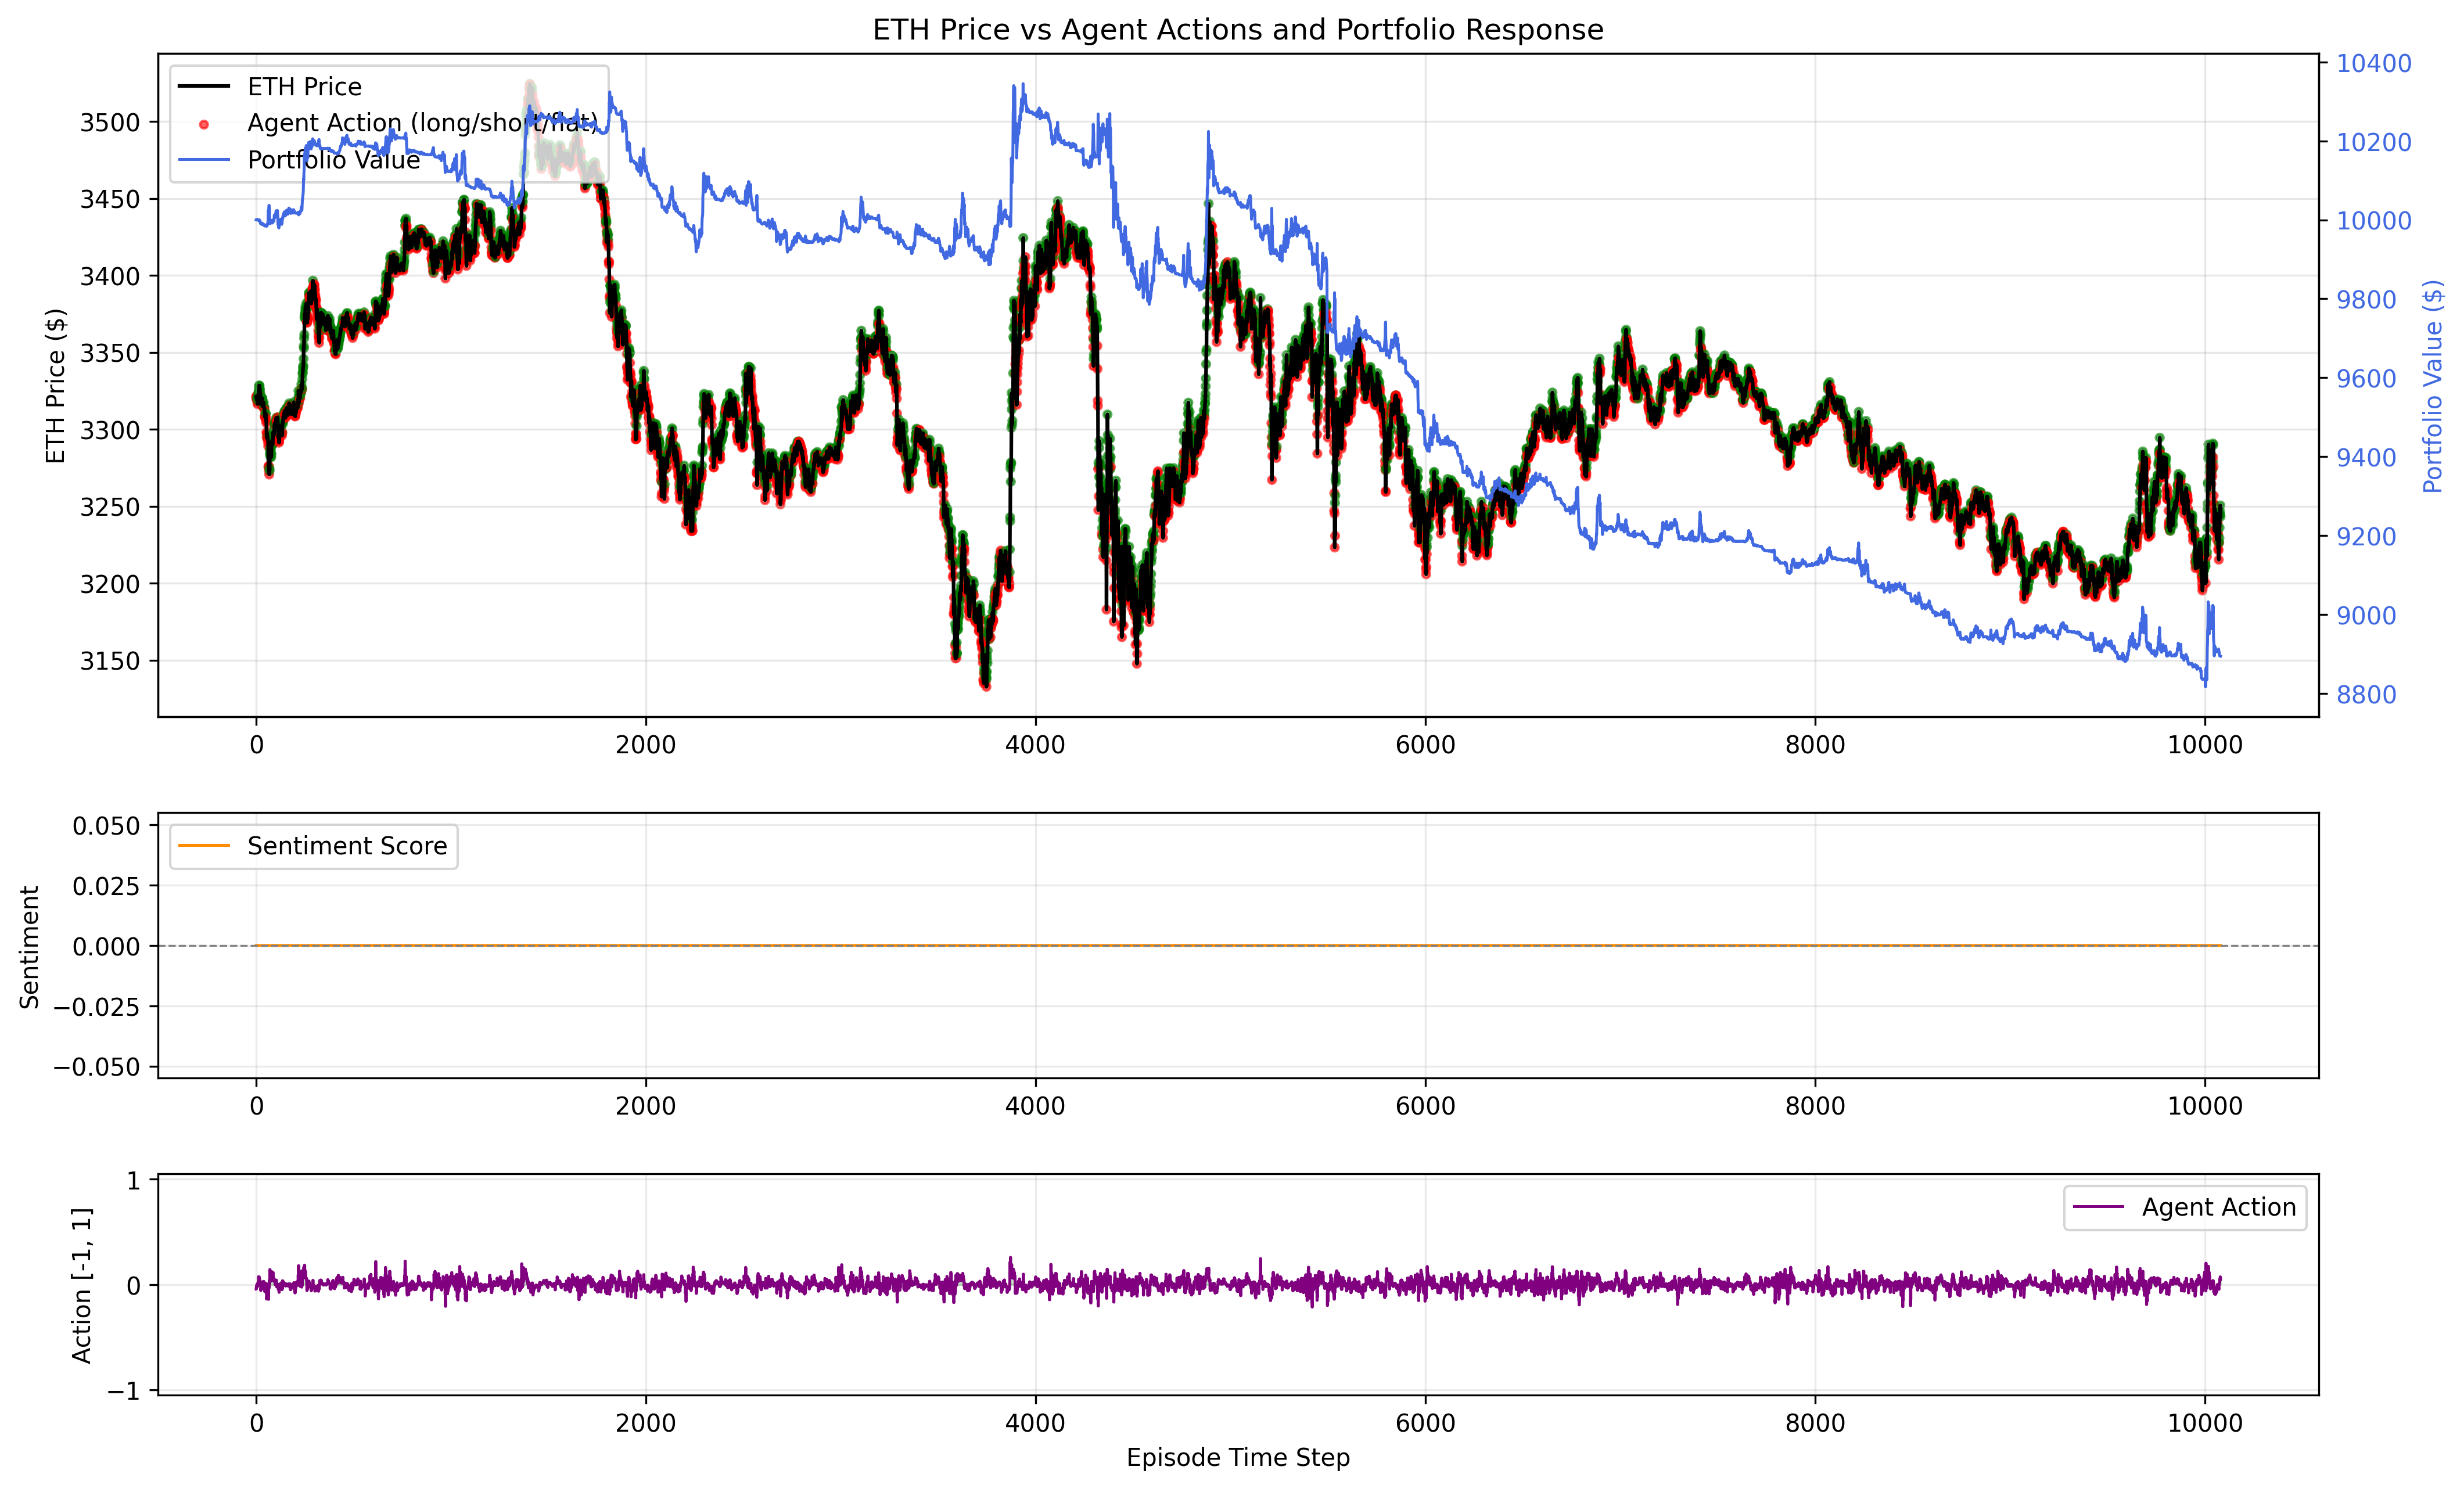 ETH Price vs Agent Actions and Portfolio Response
ETH Price
Agent Action (long/short/flat)
Portfolio Value
ETH Price ($)
3500
3450
3400
3350
3300
3250
3200
3150
10400
10200
10000
9800
9600
9400
9200
9000
8800
Portfolio Value ($)
0 2000 4000 6000 8000 10000
Sentiment Score
Sentiment
0.050
0.025
0.000
−0.025
−0.050
0 2000 4000 6000 8000 10000
Agent Action
Action [-1, 1]
1
0
−1
0 2000 4000 6000 8000 10000
Episode Time Step